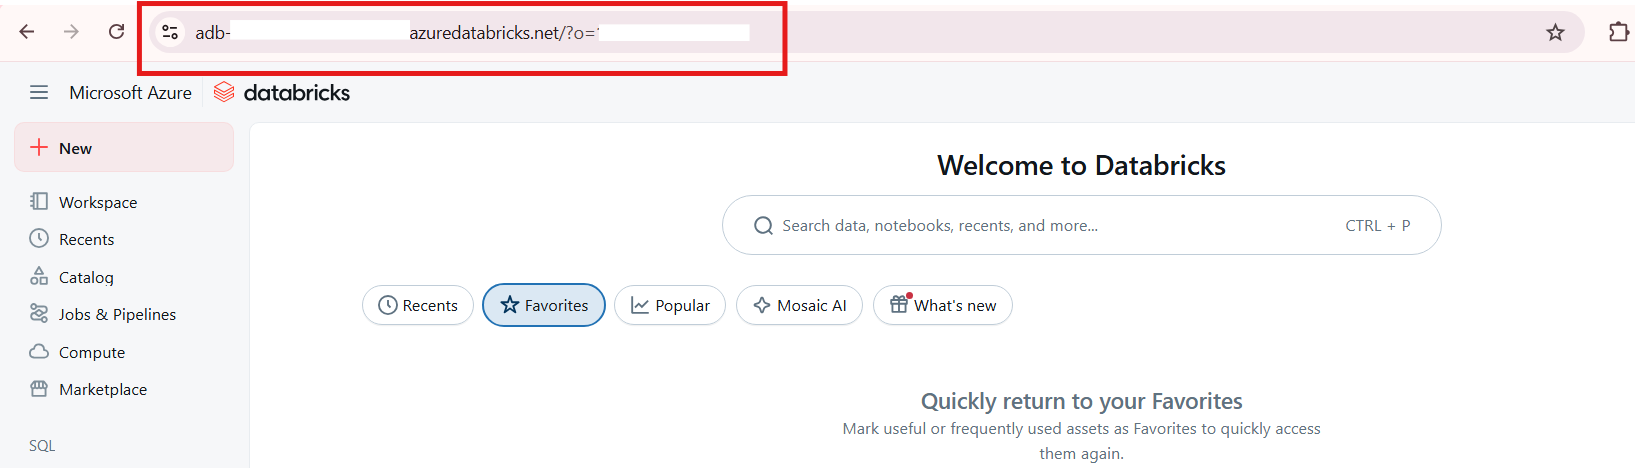 adb-
azuredatabricks.net/?o=
Microsoft Azure
databricks
New
Welcome to Databricks
Workspace
Search data, notebooks, recents, and more...
CTRL + P
Recents
Catalog
Recents
Favorites
Popular
Mosaic AI
What's new
Jobs & Pipelines
Compute
Marketplace
Quickly return to your Favorites
Mark useful or frequently used assets as Favorites to quickly access
them again.
SQL